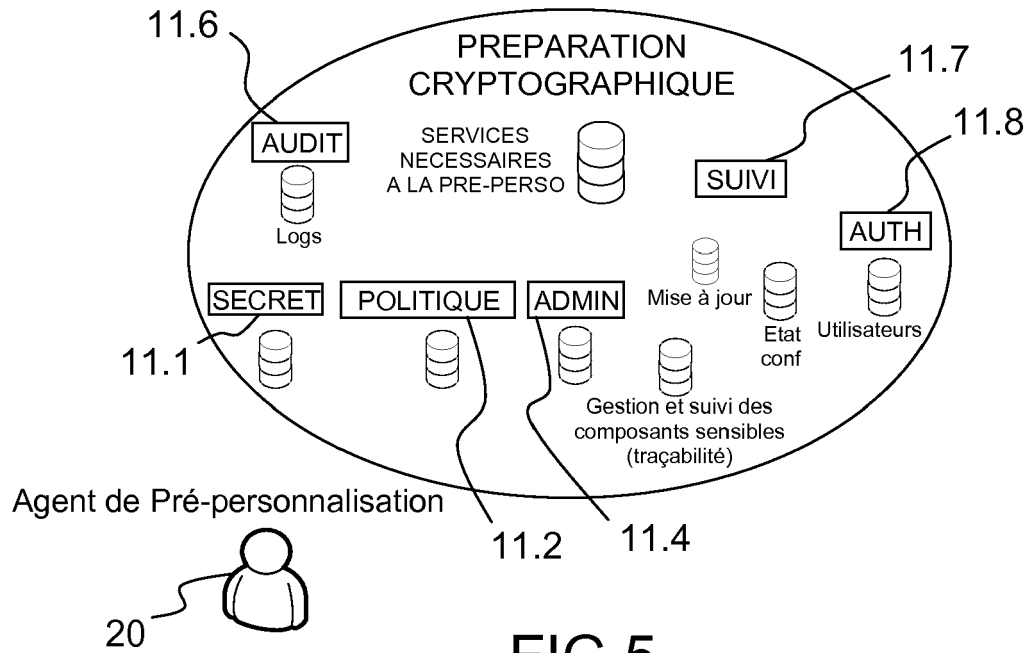 11.6
PREPARATION
CRYPTOGRAPHIQUE
11.7
11.8
AUDIT
SERVICES
NECESSAIRES
A LA PRE-PERSO
SUIVI
AUTH
Logs
SECRET
POLITIQUE
ADMIN
Mise à jour
Etat
conf
Utilisateurs
11.1
Gestion et suivi des
composants sensibles
(traçabilité)
Agent de Pré-personnalisation
11.2
11.4
20
FIG 5